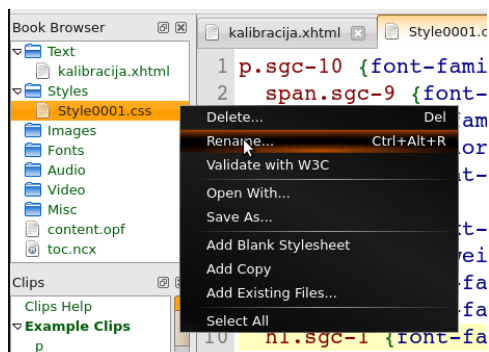 Book Browser
Text
kalibracija.xhtml
Styles
Style0001.css
Images
Fonts
Audio
Video
Misc
content.opf
toc.ncx
Clips
Clips Help
Example Clips
p
kalibracija.xhtml
Style0001.c
1 p.sgc-10 {font-fami
2 span.sgc-9 {font-
Delete... Del
Rename... Ctrl+Alt+R
Validate with W3C
Open With...
Save As...
Add Blank Stylesheet
Add Copy
Add Existing Files...
Select All
10 h1.sgc-1 {font-fa